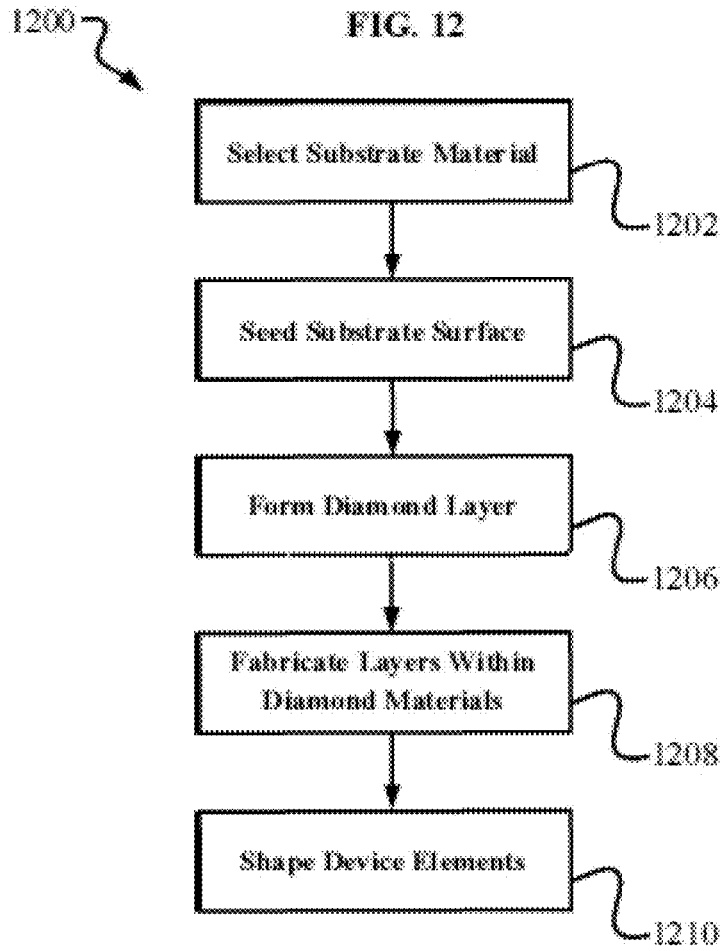 1200
FIG. 12
Select Substrate Material
1202
Seed Substrate Surface
1204
Form Diamond Layer
1206
Fabricate Layers Within
Diamond Materials
1208
Shape Device Elements
1210